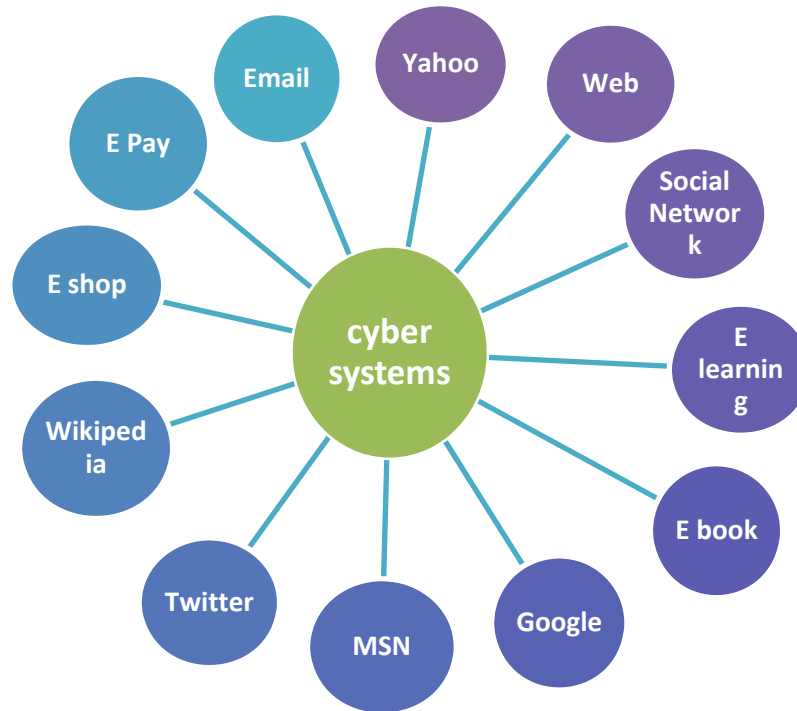 Yahoo
Web
Social
Networ
k
E
learnin
g
E book
Google
MSN
Twitter
Wikiped
ia
E shop
E Pay
Email
cyber
systems